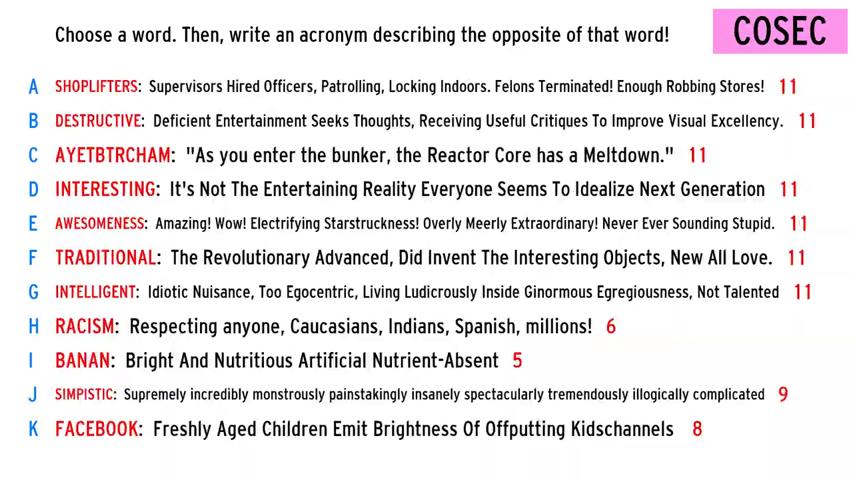 Choose a word. Then, write an acronym describing the opposite of that word!
COSEC
A SHOPLIFTERS: Supervisors Hired Officers, Patrolling, Locking Indoors. Felons Terminated! Enough Robbing Stores! 11
B DESTRUCTIVE: Deficient Entertainment Seeks Thoughts, Receiving Useful Critiques To Improve Visual Excellency. 11
C AYETBTRCHAM: "As you enter the bunker, the Reactor Core has a Meltdown." 11
D INTERESTING: It's Not The Entertaining Reality Everyone Seems To Idealize Next Generation 11
E AWESOMENESS: Amazing! Wow! Electrifying Starstruckness! Overly Meerly Extraordinary! Never Ever Sounding Stupid. 11
F TRADITIONAL: The Revolutionary Advanced, Did Invent The Interesting Objects, New All Love. 11
G INTELLIGENT: Idiotic Nuisance, Too Egocentric, Living Ludicrously Inside Ginormous Egregiousness, Not Talented 11
H RACISM: Respecting anyone, Caucasians, Indians, Spanish, millions! 6
I BANAN: Bright And Nutritious Artificial Nutrient-Absent 5
J SIMPISTIC: Supremely incredibly monstrously painstakingly insanely spectacularly tremendously illogically complicated 9
K FACEBOOK: Freshly Aged Children Emit Brightness Of Offputting Kidschannels 8